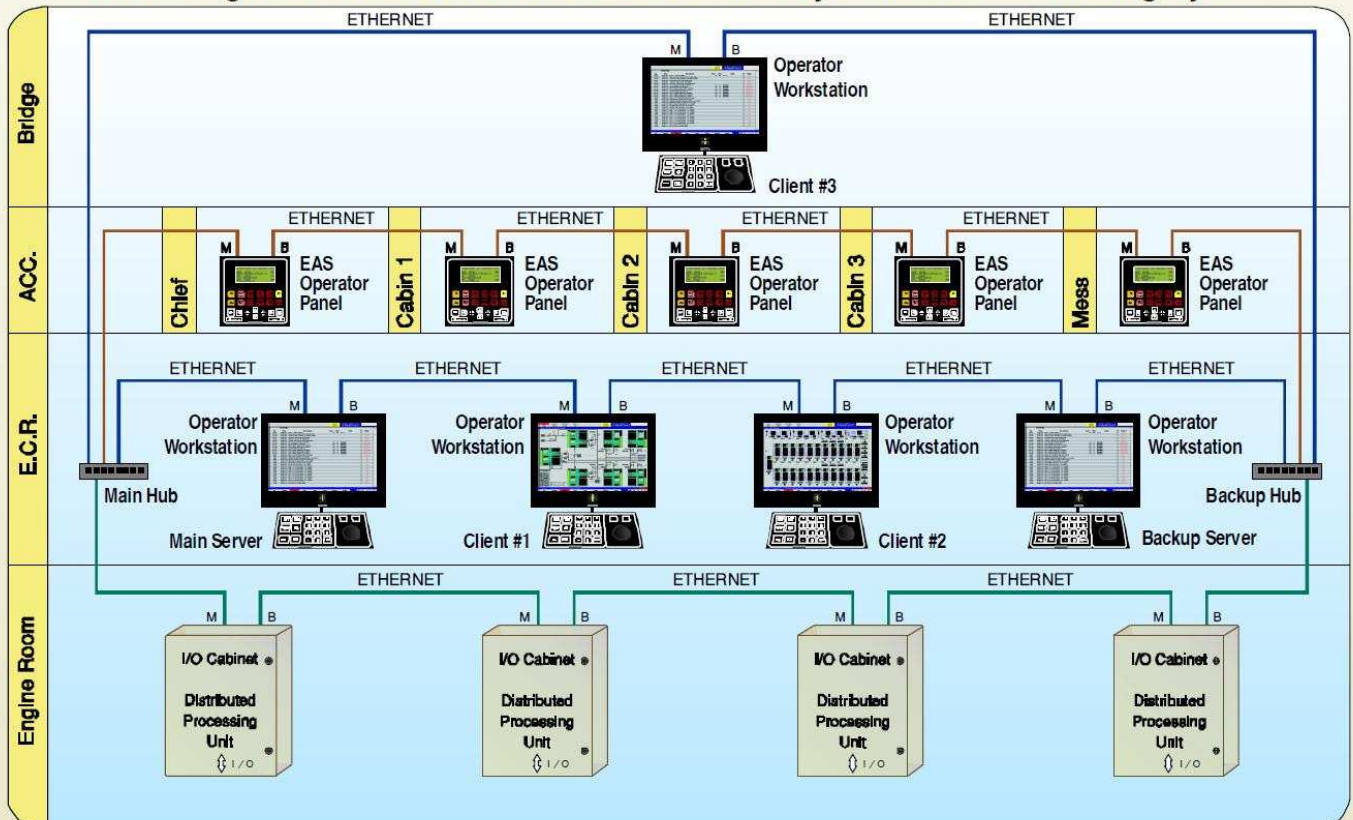 ETHERNET ETHERNET
M B
Operator
Workstation
Client #3
Bridge
ACC.
ETHERNET ETHERNET ETHERNET ETHERNET
Chief
M B
EAS
Operator
Panel
Cabin 1
M B
EAS
Operator
Panel
Cabin 2
M B
EAS
Operator
Panel
Cabin 3
M B
EAS
Operator
Panel
Mess
M B
EAS
Operator
Panel
E.C.R.
ETHERNET ETHERNET ETHERNET ETHERNET ETHERNET
Main Hub
M B
Operator
Workstation
Main Server
M B
Operator
Workstation
Client #1
M B
Operator
Workstation
Client #2
M B
Operator
Workstation
Backup Server
Backup Hub
Engine Room
ETHERNET ETHERNET ETHERNET
M B
I/O Cabinet
Distributed
Processing
Unit
I/O
M B
I/O Cabinet
Distributed
Processing
Unit
I/O
M B
I/O Cabinet
Distributed
Processing
Unit
I/O
M B
I/O Cabinet
Distributed
Processing
Unit
I/O